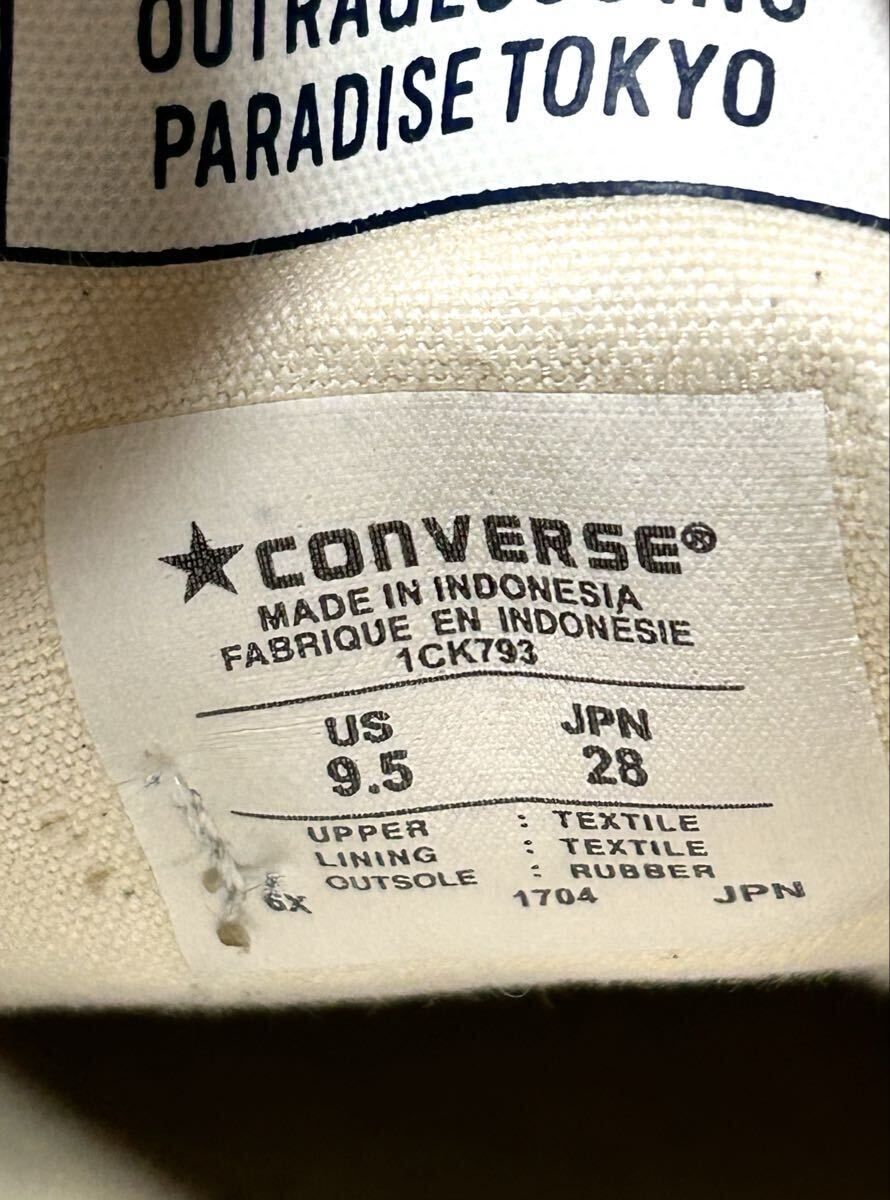 PARADISE TOKYO
CONVERSE®
MADE IN INDONESIA
FABRIQUE EN INDONÉSIE
1CK793
US JPN
9.5 28
UPPER : TEXTILE
LINING : TEXTILE
OUTSOLE : RUBBER
6X 1704 JPN